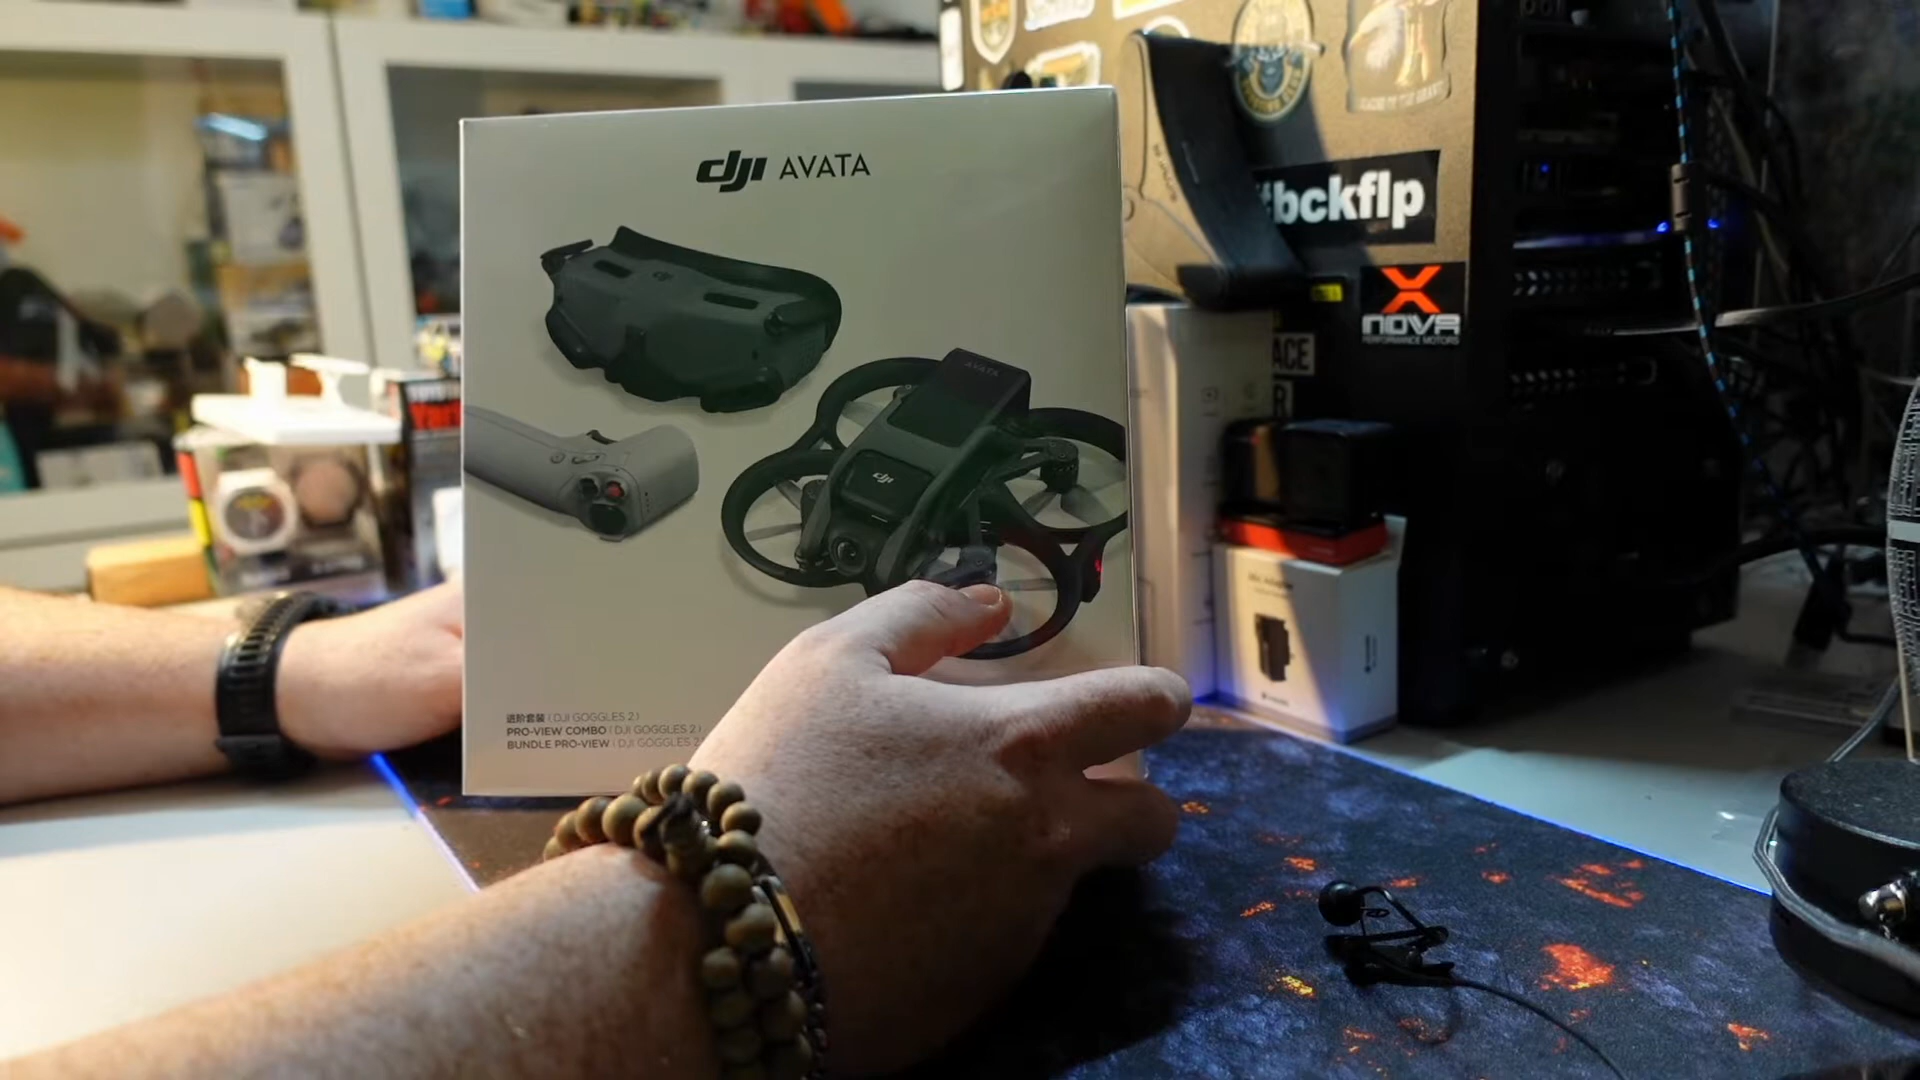 dji AVATA
AVATA
dji
进阶套装 ( DJI GOGGLES 2 )
PRO-VIEW COMBO ( DJI GOGGLES 2 )
BUNDLE PRO-VIEW ( DJI GOGGLES 2
bckflp
X
NOVA
PERFORMANCE MOTORS